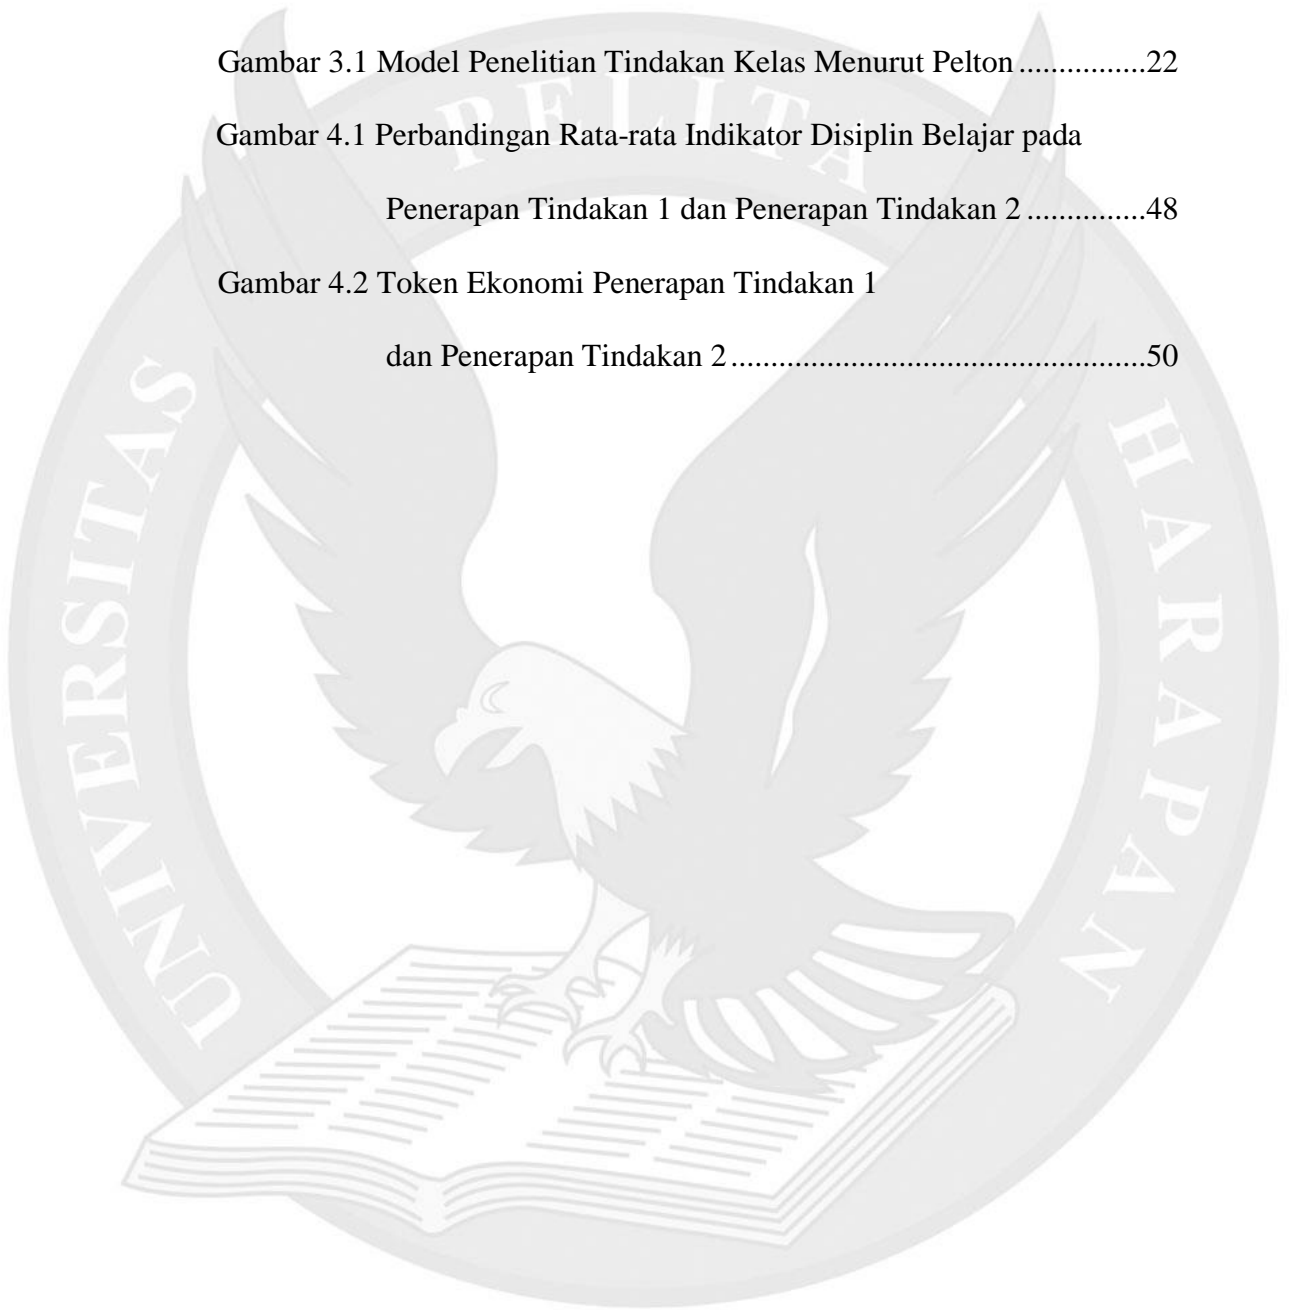 Gambar 3.1 Model Penelitian Tindakan Kelas Menurut Pelton ................22
Gambar 4.1 Perbandingan Rata-rata Indikator Disiplin Belajar pada
Penerapan Tindakan 1 dan Penerapan Tindakan 2 ...............48
Gambar 4.2 Token Ekonomi Penerapan Tindakan 1
dan Penerapan Tindakan 2 .....................................................50
UNIVERSITAS PELITA HARAPAN